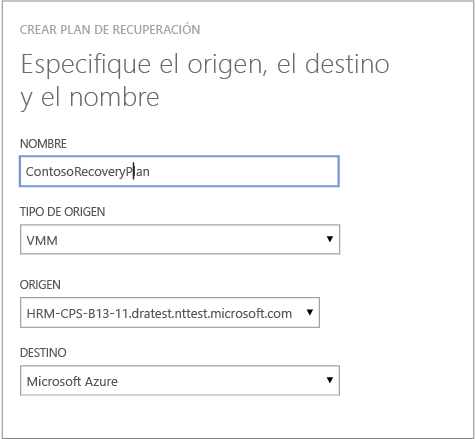 CREAR PLAN DE RECUPERACIÓN
Especifique el origen, el destino
y el nombre
NOMBRE
ContosoRecoveryPlan
TIPO DE ORIGEN
VMM
ORIGEN
HRM-CPS-B13-11.dratest.nttest.microsoft.com
DESTINO
Microsoft Azure